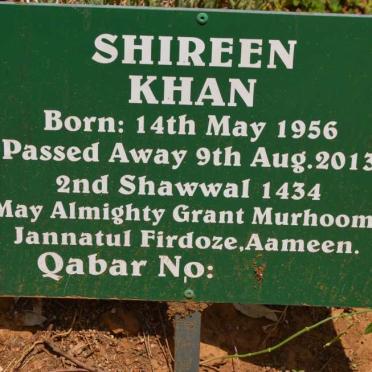 SHIREEN
KHAN
Born: 14th May 1956
Passed Away 9th Aug.2013
2nd Shawwal 1434
May Almighty Grant Murhoom
Jannatul Firdoze,Aameen.
Qabar No: